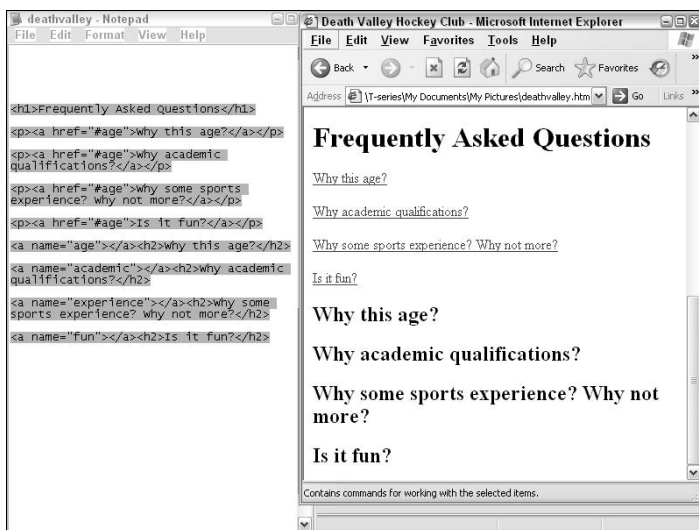 deathvalley - Notepad
File Edit Format View Help
<h1>Frequently Asked Questions</h1>
<p><a href="#age">Why this age?</a></p>
<p><a href="#age">why academic
qualifications?</a></p>
<p><a href="#age">Why some sports
experience? Why not more?</a></p>
<p><a href="#age">Is it fun?</a></p>
<a name="age"></a><h2>Why this age?</h2>
<a name="academic"></a><h2>Why academic
qualifications?</h2>
<a name="experience"></a><h2>Why some
sports experience? Why not more?</h2>
<a name="fun"></a><h2>Is it fun?</h2>
Death Valley Hockey Club - Microsoft Internet Explorer
File Edit View Favorites Tools Help
Back Search Favorites
Address \T-series\My Documents\My Pictures\deathvalley.htm Go Links
Frequently Asked Questions
Why this age?
Why academic qualifications?
Why some sports experience? Why not more?
Is it fun?
Why this age?
Why academic qualifications?
Why some sports experience? Why not
more?
Is it fun?
Contains commands for working with the selected items.